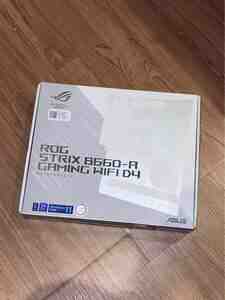 ROG
STRIX B660-A
GAMING WIFI D4
ASUS